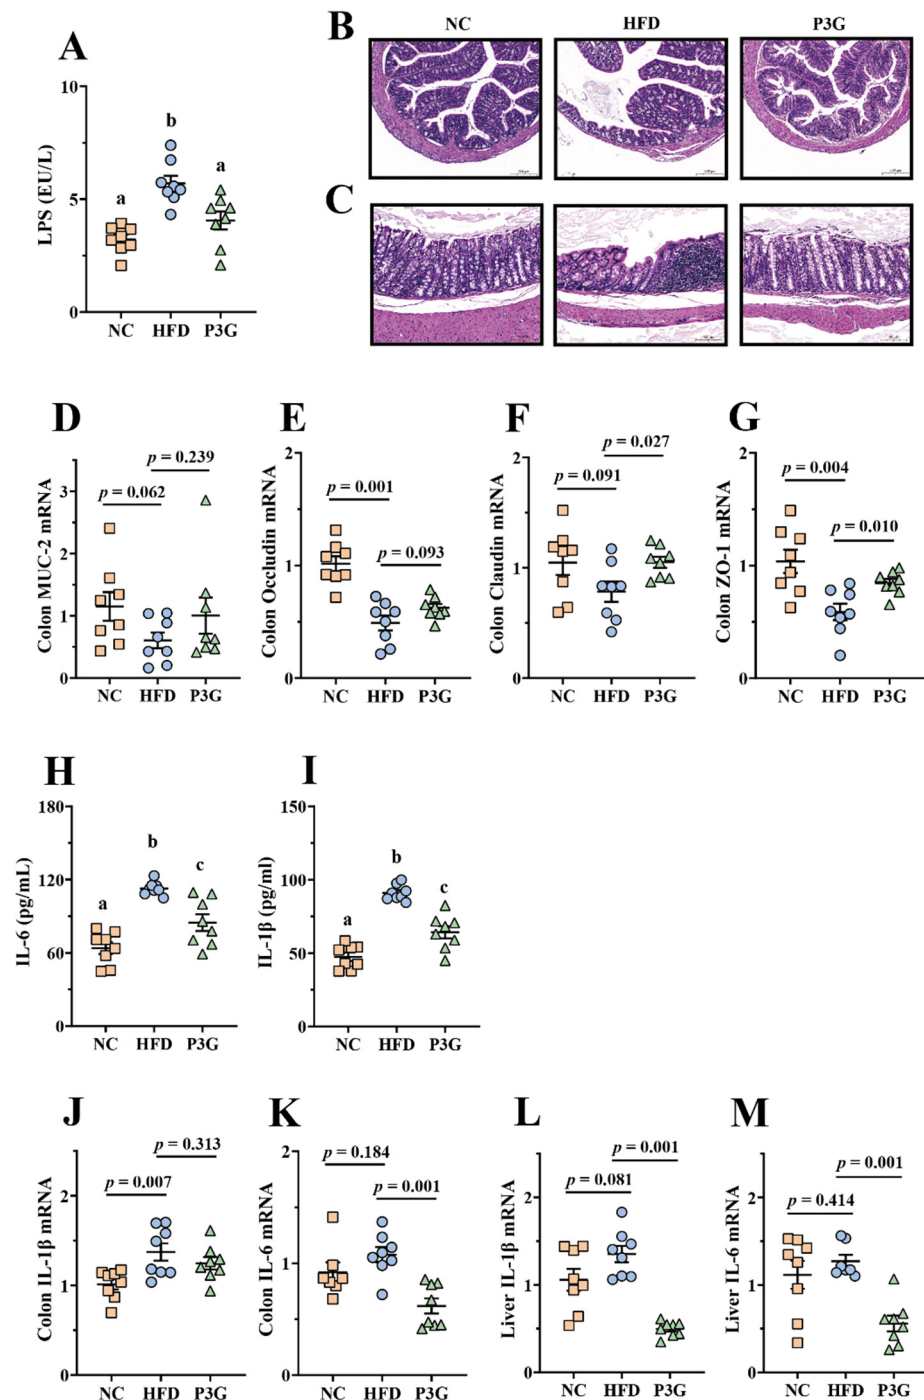 A
LPS (EU/L)
10
5
0
a
b
a
NC
HFD
P3G
B
NC
HFD
P3G
C
D
Colon MUC-2 mRNA
3
2
1
0
p = 0.062
p = 0.239
NC
HFD
P3G
E
Colon Occludin mRNA
2
1
0
p = 0.001
p = 0.093
NC
HFD
P3G
F
Colon Claudin mRNA
2
1
0
p = 0.091
p = 0.027
NC
HFD
P3G
G
Colon ZO-1 mRNA
2
1
0
p = 0.004
p = 0.010
NC
HFD
P3G
H
IL-6 (pg/mL)
180
120
60
0
a
b
c
NC
HFD
P3G
I
IL-1β (pg/ml)
150
100
50
0
a
b
c
NC
HFD
P3G
J
Colon IL-1β mRNA
2
1
0
p = 0.007
p = 0.313
NC
HFD
P3G
K
Colon IL-6 mRNA
2
1
0
p = 0.184
p = 0.001
NC
HFD
P3G
L
Liver IL-1β mRNA
2
1
0
p = 0.081
p = 0.001
NC
HFD
P3G
M
Liver IL-6 mRNA
2
1
0
p = 0.414
p = 0.001
NC
HFD
P3G